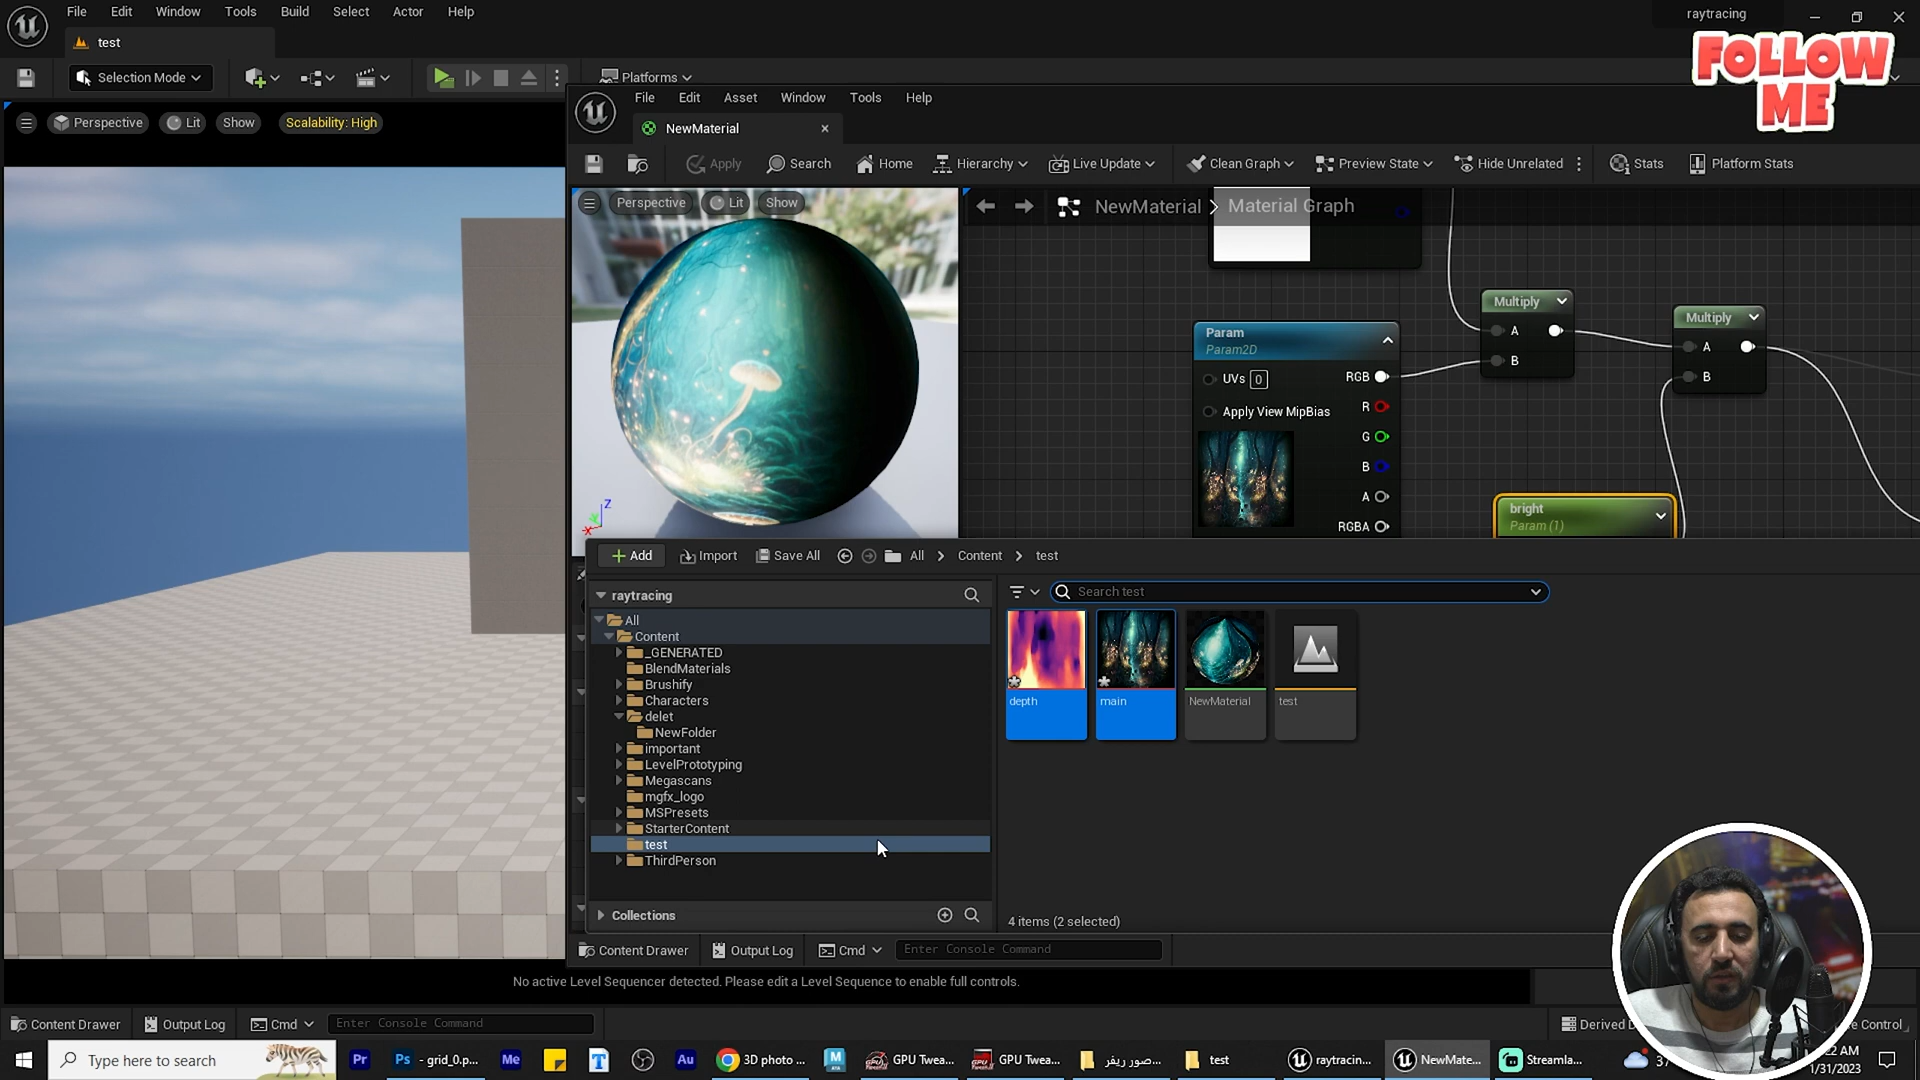 File Edit Window Tools Build Select Actor Help
raytracing
test
Selection Mode
Platforms
FOLLOW
ME
File Edit Asset Window Tools Help
Perspective Lit Show Scalability: High
NewMaterial
Apply Search Home Hierarchy Live Update Clean Graph Preview State Hide Unrelated Stats Platform Stats
Perspective Lit Show
NewMaterial > Material Graph
Multiply
A
B
Multiply
A
B
Param
Param2D
UVs 0 RGB
Apply View MipBias R
G
B
A
RGBA
bright
Param (1)
Z
X
Add Import Save All All > Content > test
raytracing
Search test
All
Content
_GENERATED
BlendMaterials
Brushify
Characters
delet
NewFolder
important
LevelPrototyping
Megascans
mgfx_logo
MSPresets
StarterContent
test
ThirdPerson
depth main NewMaterial test
Collections
4 items (2 selected)
Content Drawer Output Log Cmd Enter Console Command
No active Level Sequencer detected. Please edit a Level Sequence to enable full controls.
Content Drawer Output Log Cmd Enter Console Command
Derived D
e Control
Type here to search
Pr
Ps - grid_0.p...
Me
T
Au
3D photo ...
GPU Twea...
GPU Twea...
صور ريفر...
test
raytracin...
NewMate...
Streamla...
1/31/2023